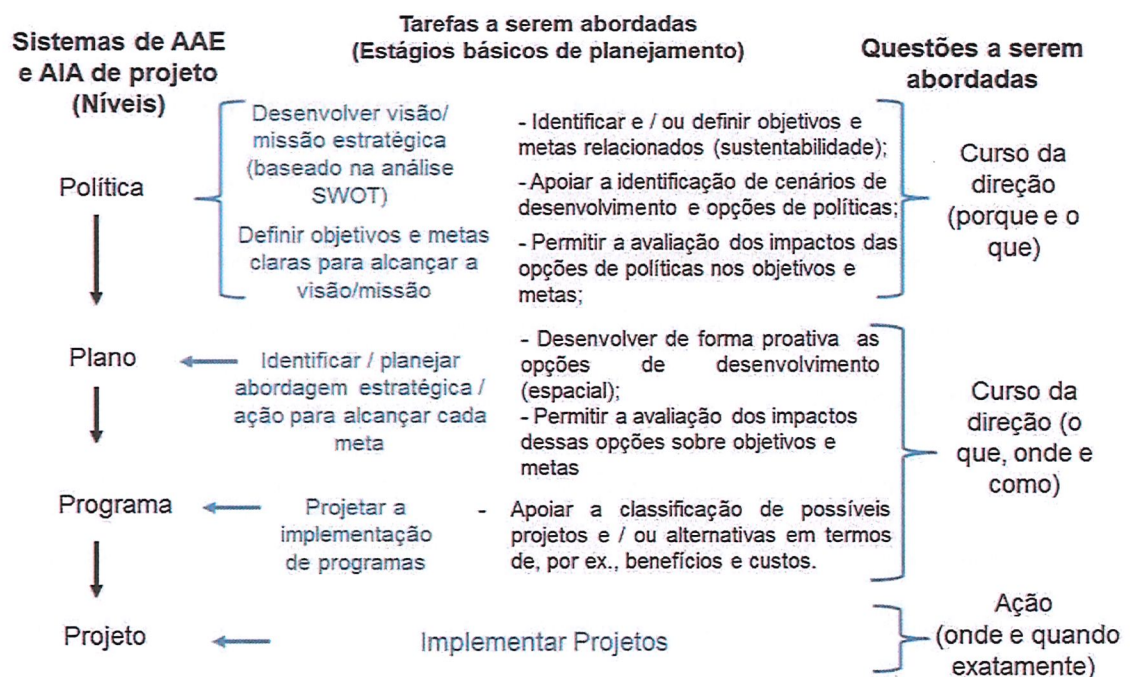 Sistemas de AAE
e AIA de projeto
(Níveis)
Tarefas a serem abordadas
(Estágios básicos de planejamento)
Questões a serem
abordadas
Política
Desenvolver visão/
missão estratégica
(baseado na análise
SWOT)
Definir objetivos e metas
claras para alcançar a
visão/missão
- Identificar e / ou definir objetivos e
metas relacionados (sustentabilidade);
- Apoiar a identificação de cenários de
desenvolvimento e opções de políticas;
- Permitir a avaliação dos impactos das
opções de políticas nos objetivos e
metas;
Curso da
direção
(porque e o
que)
Plano
Identificar / planejar
abordagem estratégica /
ação para alcançar cada
meta
- Desenvolver de forma proativa as
opções de desenvolvimento
(espacial);
- Permitir a avaliação dos impactos
dessas opções sobre objetivos e
metas
Curso da
direção (o
que, onde e
como)
Programa
Projetar a
implementação
de programas
- Apoiar a classificação de possíveis
projetos e / ou alternativas em termos
de, por ex., benefícios e custos.
Projeto
Implementar Projetos
Ação
(onde e quando
exatamente)